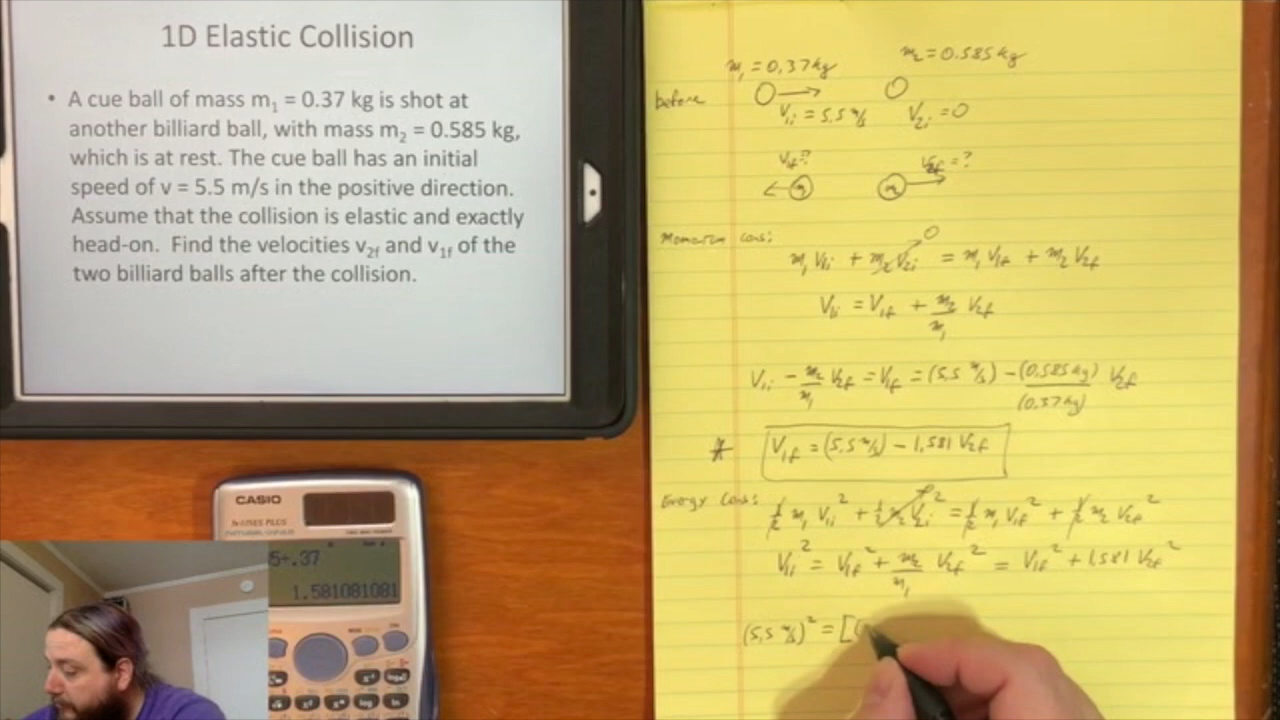 1D Elastic Collision
• A cue ball of mass m₁ = 0.37 kg is shot at
another billiard ball, with mass m₂ = 0.585 kg,
which is at rest. The cue ball has an initial
speed of v = 5.5 m/s in the positive direction.
Assume that the collision is elastic and exactly
head-on. Find the velocities v₂f and v₁f of the
two billiard balls after the collision.
CASIO
5÷.37
1.581081081
ON
m₁ = 0.37 kg
m₂ = 0.585 kg
before
V₁i = 5.5 m/s
V₂i = 0
V₁f ?
V₂f = ?
m₁
m₂
Momentum Cons:
m₁ V₁i + m₂ V₂i = m₁ V₁f + m₂ V₂f
0
V₁i = V₁f + m₂/m₁ V₂f
V₁i − m₂/m₁ V₂f = V₁f = (5.5 m/s) − (0.585 kg)/(0.37 kg) V₂f
* V₁f = (5.5 m/s) − 1.581 V₂f
Energy Cons:
½ m₁ V₁i² + ½ m₂ V₂i² = ½ m₁ V₁f² + ½ m₂ V₂f²
V₁i² = V₁f² + m₂/m₁ V₂f² = V₁f² + 1.581 V₂f²
(5.5 m/s)² = [(